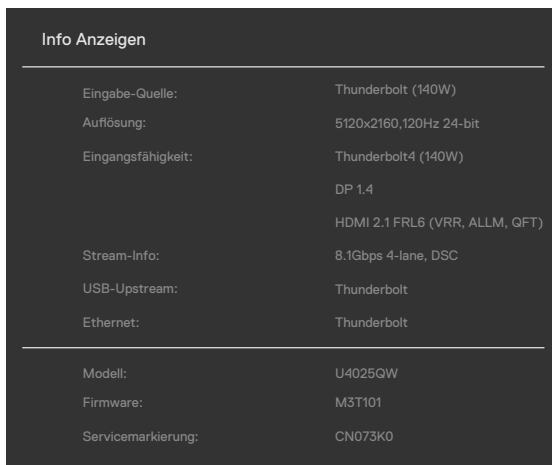 Info Anzeigen
Eingabe-Quelle: Thunderbolt (140W)
Auflösung: 5120x2160,120Hz 24-bit
Eingangsfähigkeit: Thunderbolt4 (140W)
DP 1.4
HDMI 2.1 FRL6 (VRR, ALLM, QFT)
Stream-Info: 8.1Gbps 4-lane, DSC
USB-Upstream: Thunderbolt
Ethernet: Thunderbolt
Modell: U4025QW
Firmware: M3T101
Servicemarkierung: CN073K0